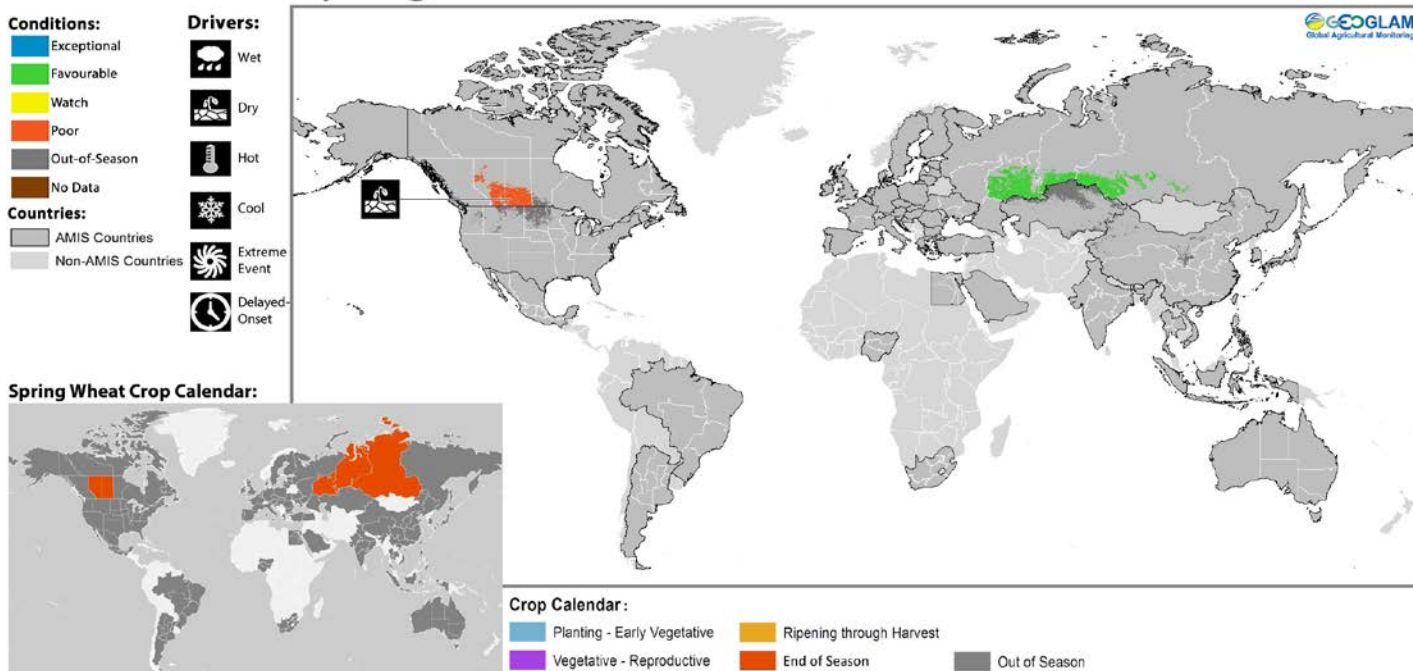 Conditions:
Exceptional
Favourable
Watch
Poor
Out-of-Season
No Data
Countries:
AMIS Countries
Non-AMIS Countries
Drivers:
Wet
Dry
Hot
Cool
Extreme
Event
Delayed-
Onset
GEOGLAM
Global Agricultural Monitoring
Spring Wheat Crop Calendar:
Crop Calendar :
Planting - Early Vegetative
Vegetative - Reproductive
Ripening through Harvest
End of Season
Out of Season